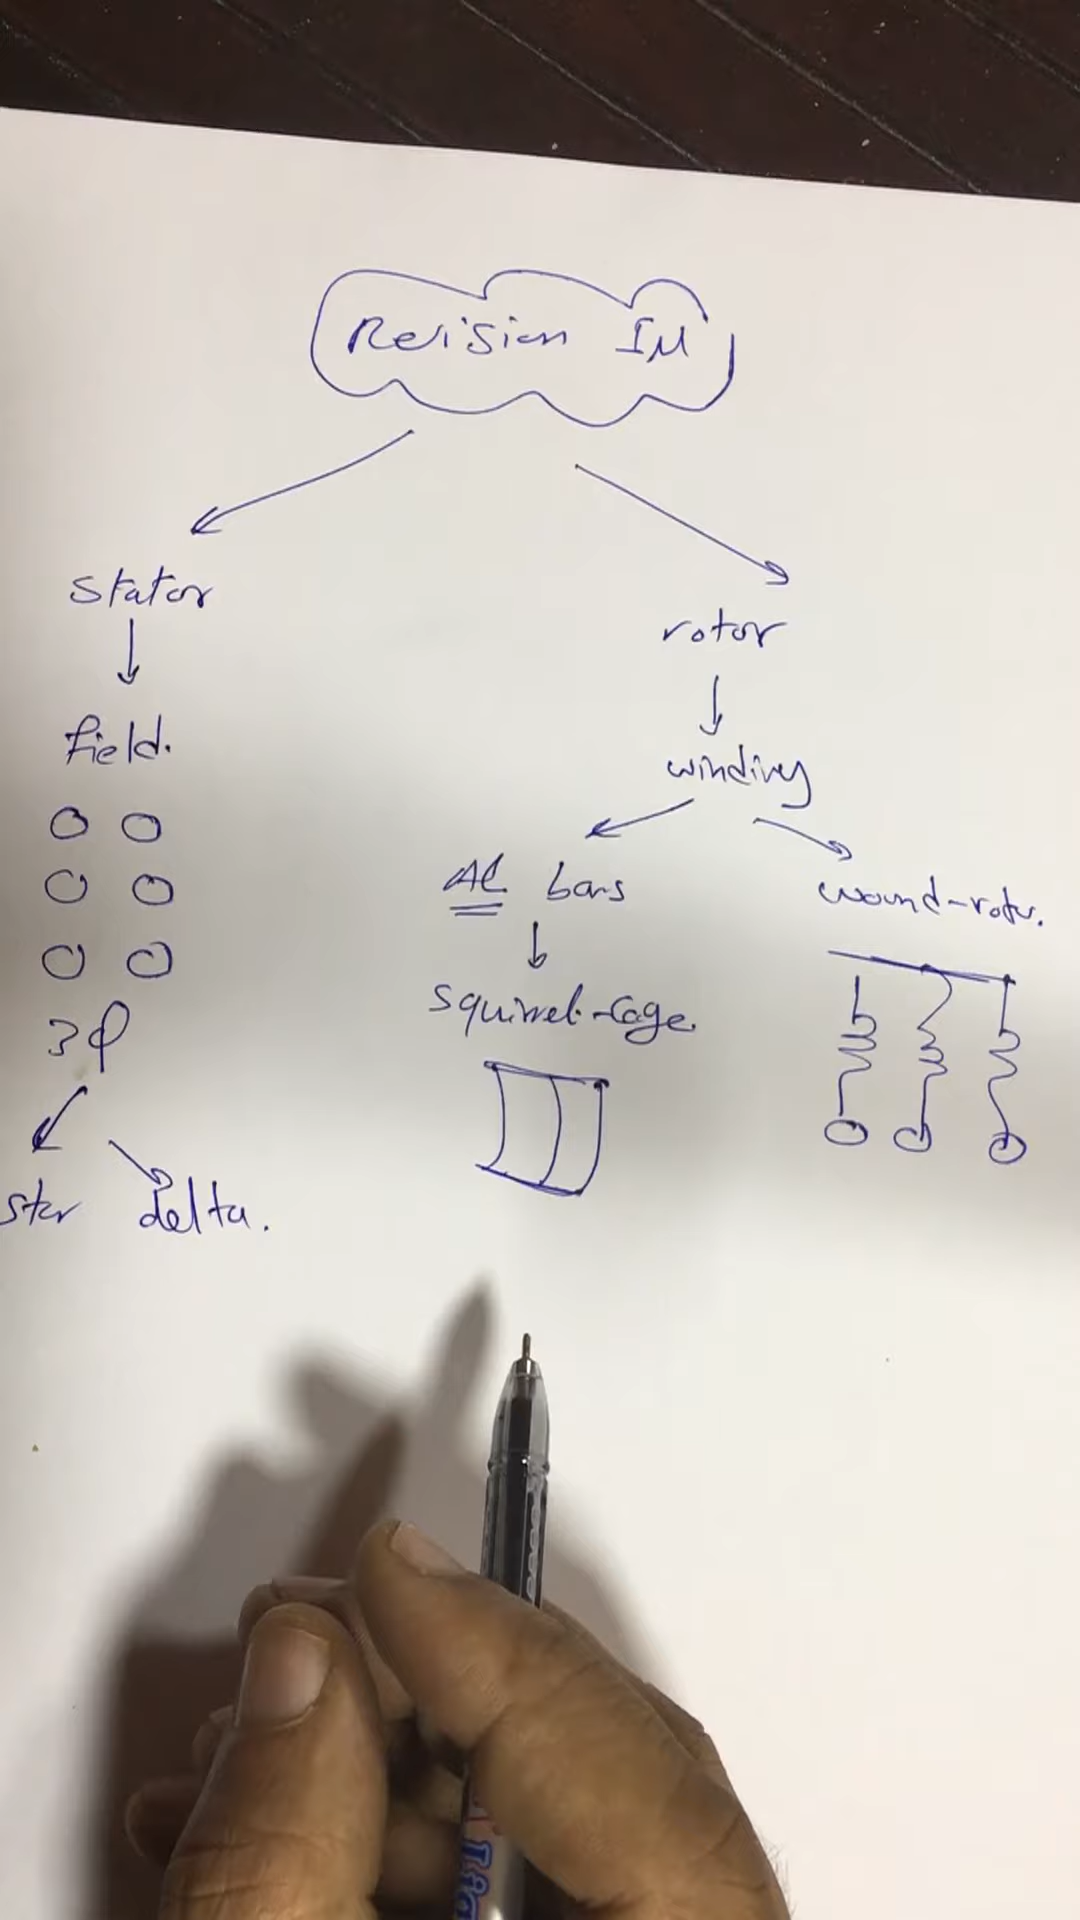 Revision IM
stator
rotor
field.
winding
AL bars
wound-rotor.
squirrel-cage
3φ
star
delta.